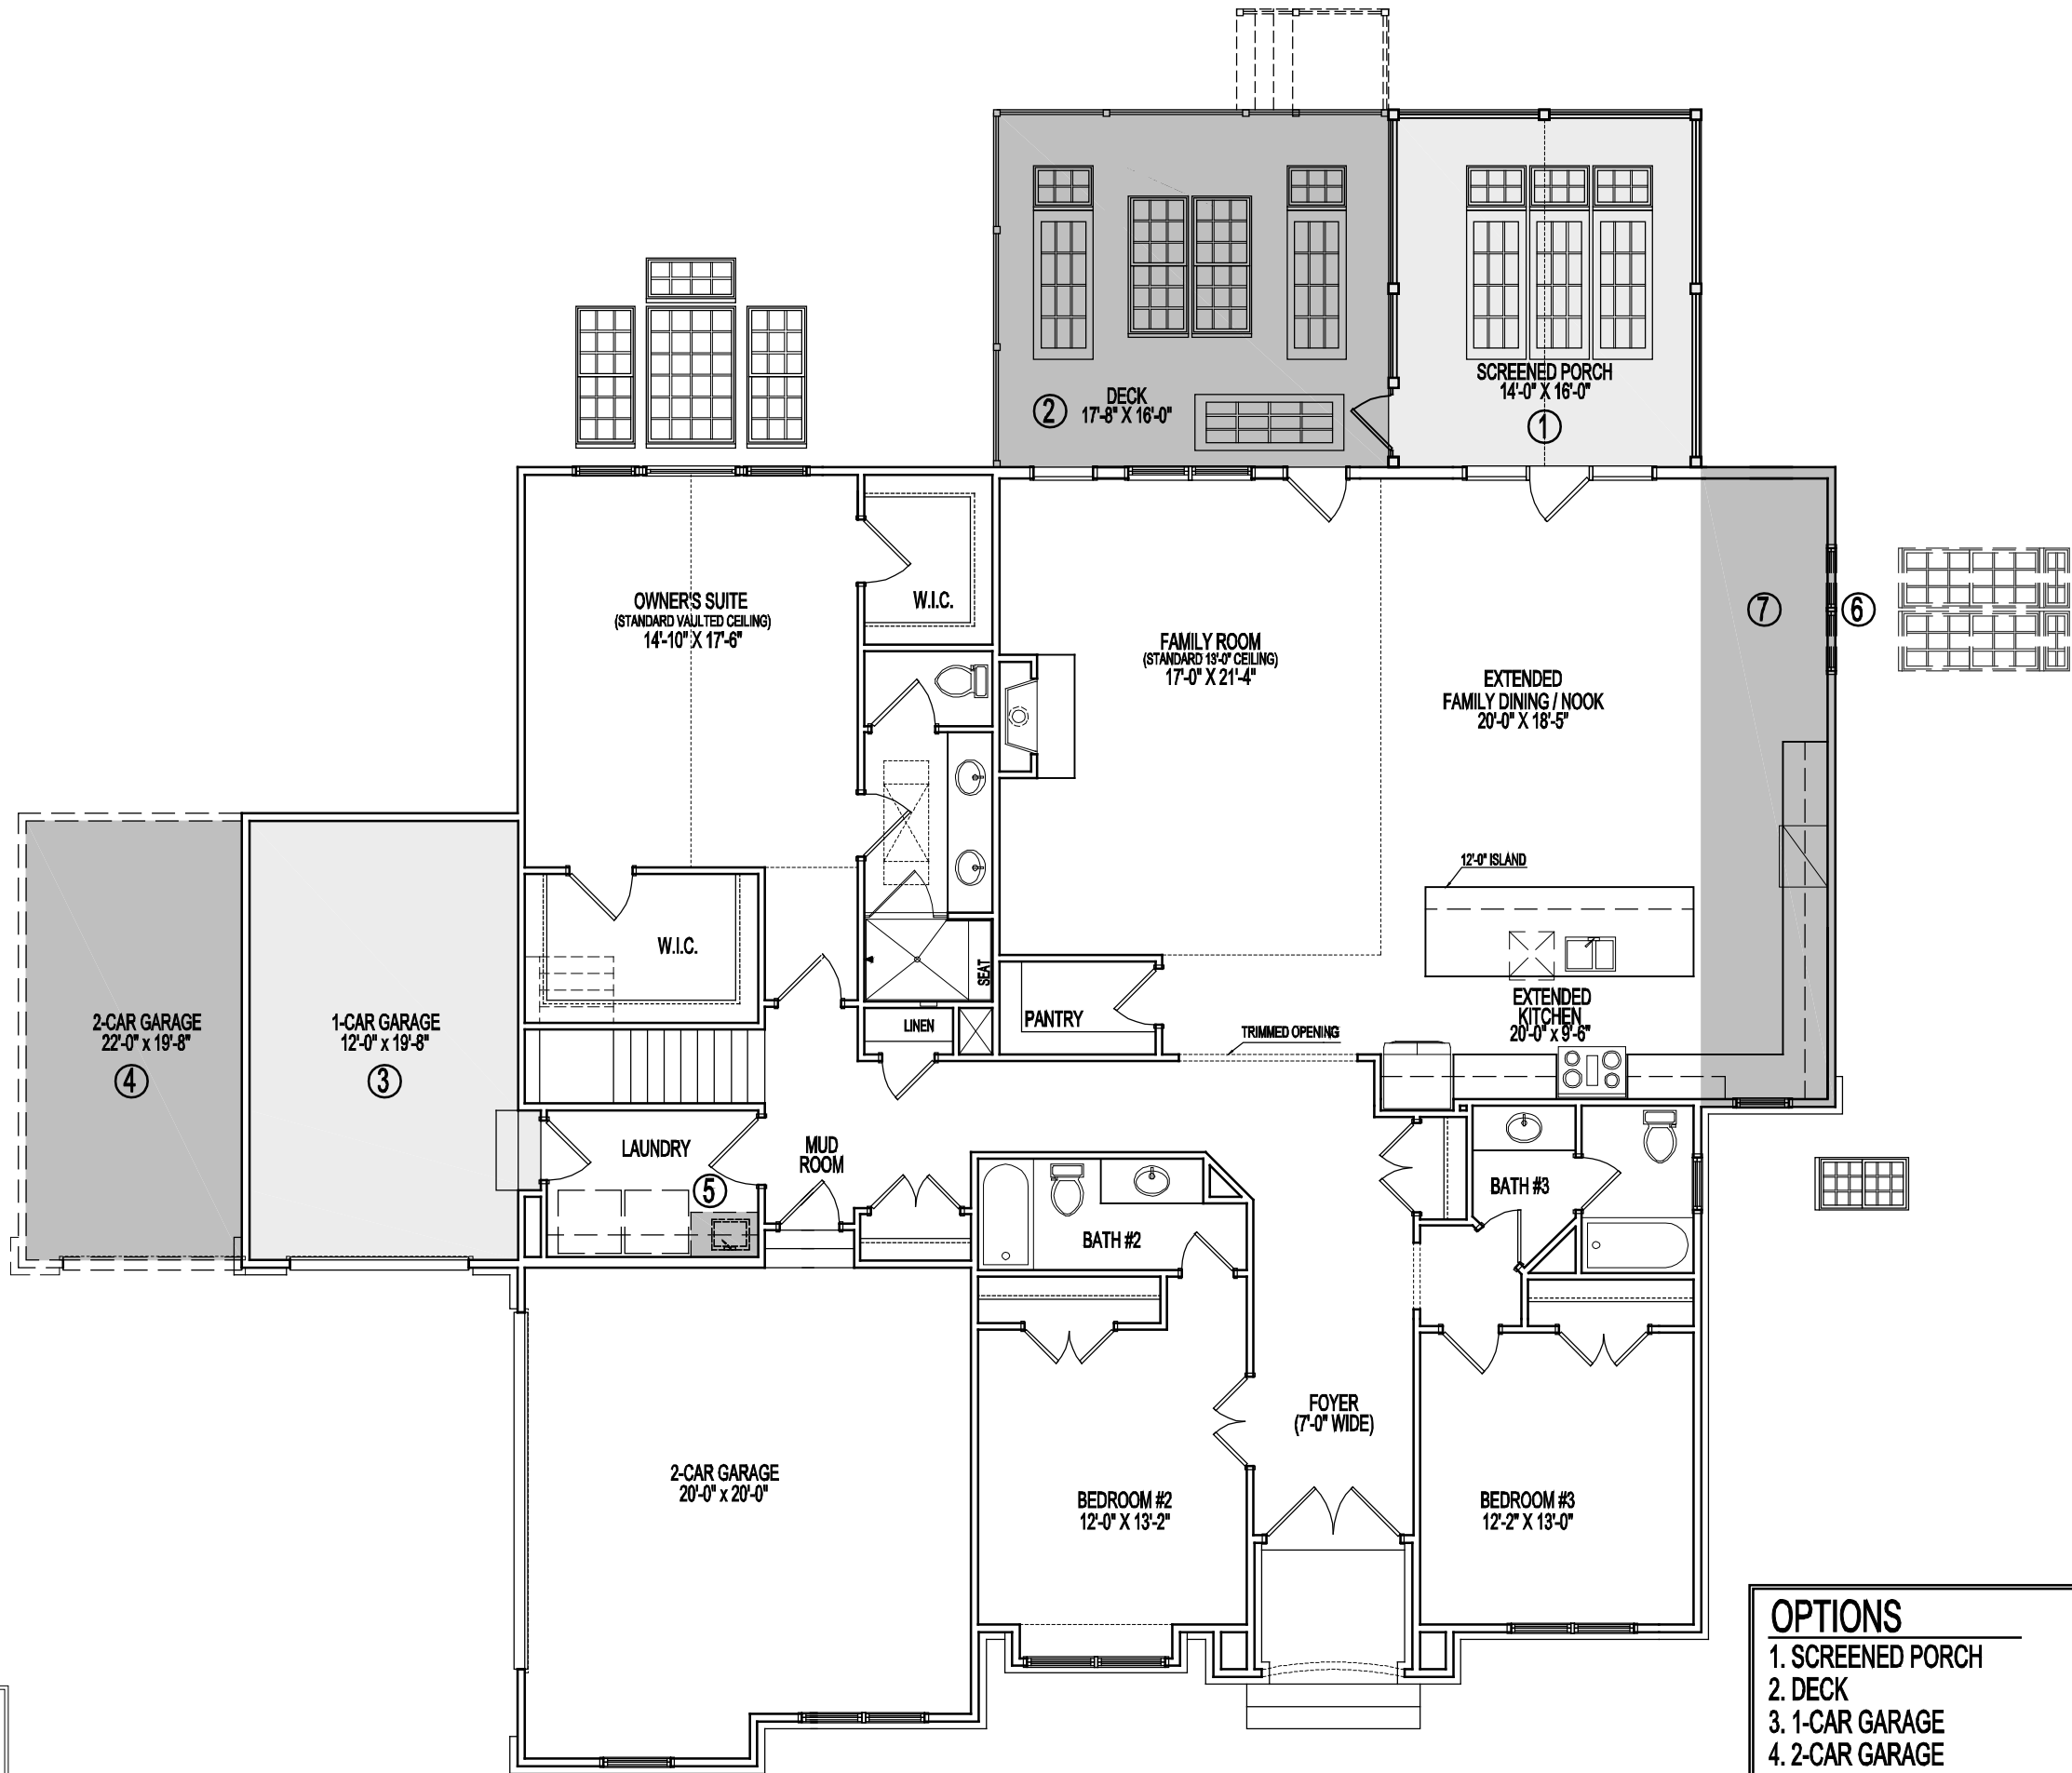 DECK
17'-8" X 16'-0"
2
SCREENED PORCH
14'-0" X 16'-0"
1
OWNER'S SUITE
(STANDARD VAULTED CEILING)
14'-10" X 17'-6"
W.I.C.
FAMILY ROOM
(STANDARD 13'-0" CEILING)
17'-0" X 21'-4"
EXTENDED
FAMILY DINING / NOOK
20'-0" X 18'-5"
7
6
12'-0" ISLAND
W.I.C.
SEAT
2-CAR GARAGE
22'-0" x 19'-8"
4
1-CAR GARAGE
12'-0" x 19'-8"
3
LINEN
PANTRY
TRIMMED OPENING
EXTENDED
KITCHEN
20'-0" x 9'-6"
LAUNDRY
5
MUD
ROOM
BATH #2
BATH #3
FOYER
(7'-0" WIDE)
2-CAR GARAGE
20'-0" x 20'-0"
BEDROOM #2
12'-0" X 13'-2"
BEDROOM #3
12'-2" X 13'-0"
OPTIONS
1. SCREENED PORCH
2. DECK
3. 1-CAR GARAGE
4. 2-CAR GARAGE